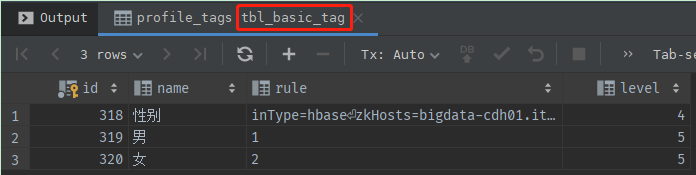 Output profile_tags tbl_basic_tag
3 rows Tx: Auto DB Tab-se
id name rule level
1 318 性别 inType=hbase⏎zkHosts=bigdata-cdh01.it… 4
2 319 男 1 5
3 320 女 2 5